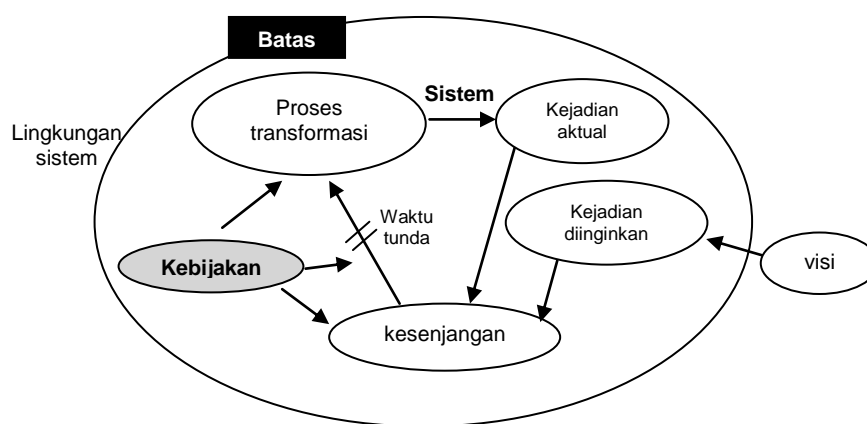 Batas
Proses
transformasi
Sistem
Kejadian
aktual
Lingkungan
sistem
Waktu
tunda
Kejadian
diinginkan
Kebijakan
visi
kesenjangan